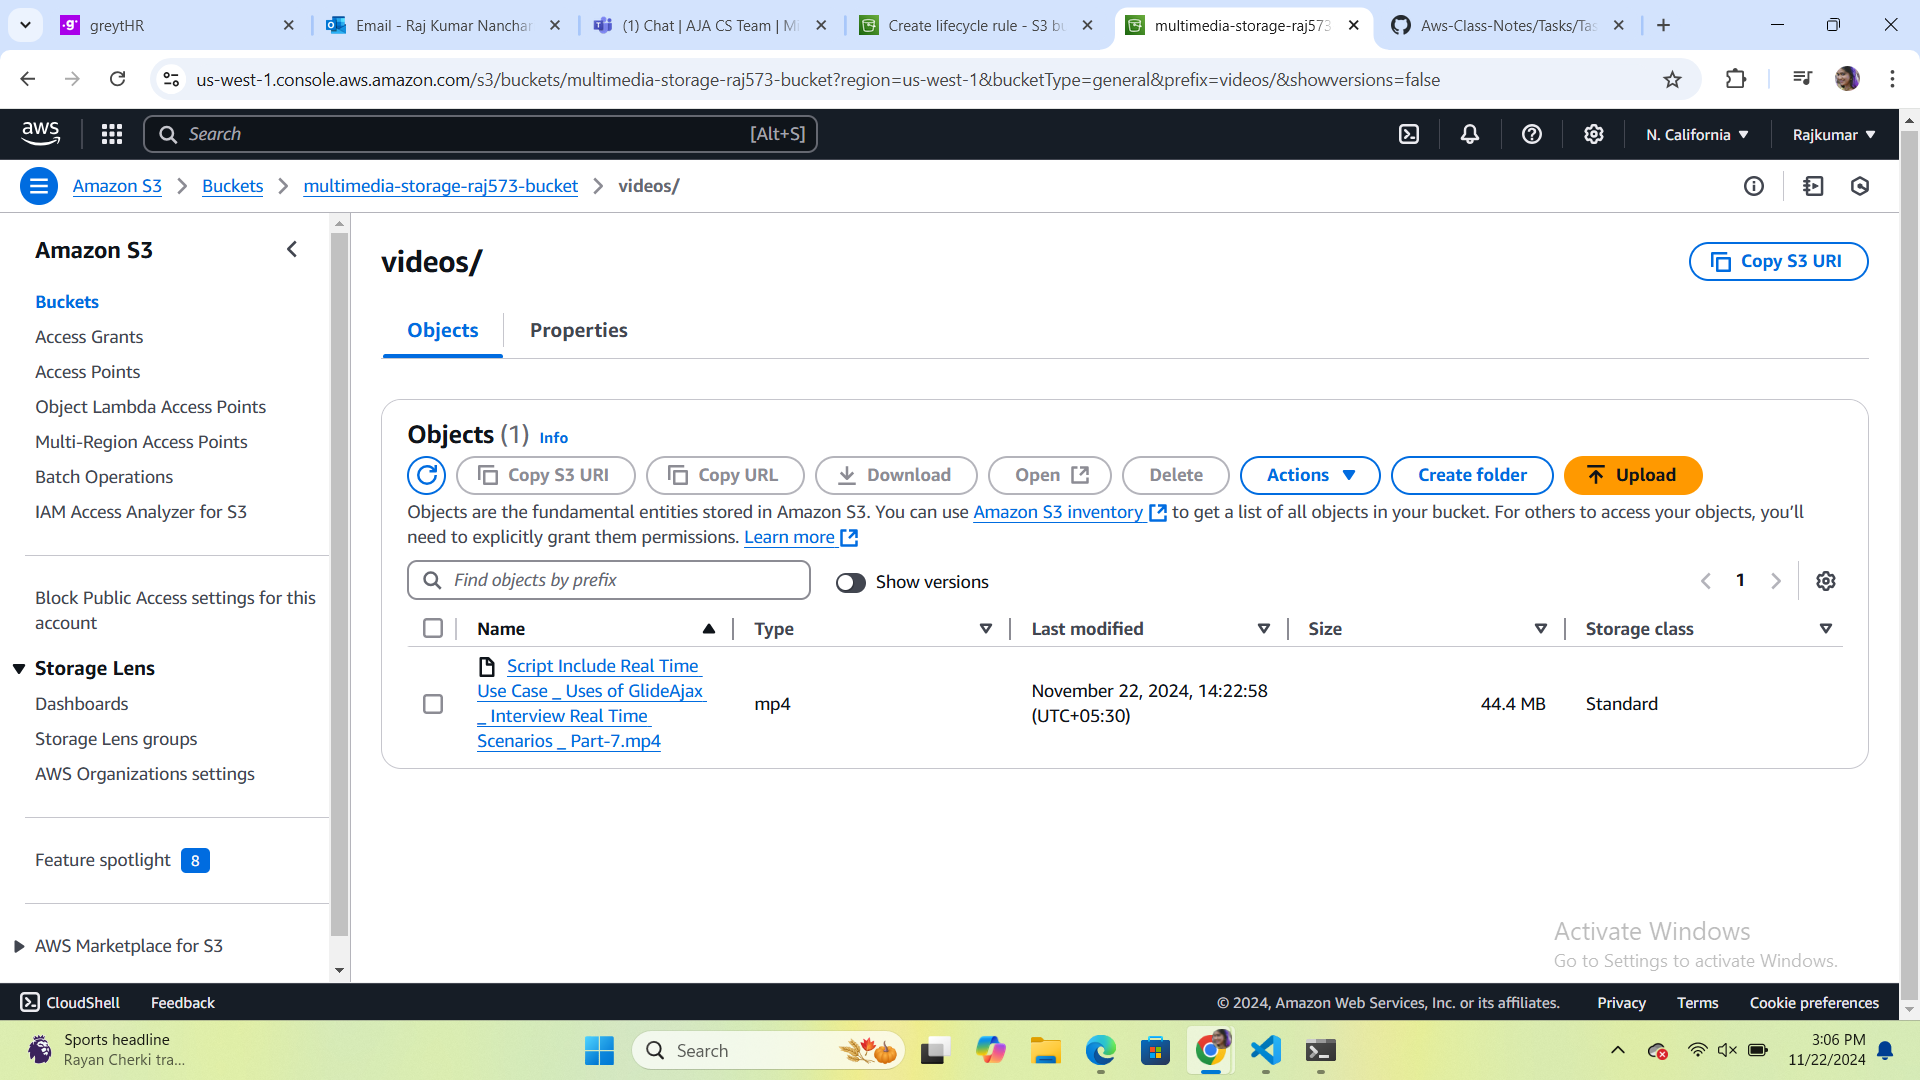 greytHR
Email - Raj Kumar Nanchar
(1) Chat | AJA CS Team | Mi
Create lifecycle rule - S3 bu
multimedia-storage-raj573
Aws-Class-Notes/Tasks/Tas
us-west-1.console.aws.amazon.com/s3/buckets/multimedia-storage-raj573-bucket?region=us-west-1&bucketType=general&prefix=videos/&showversions=false
aws
Search
[Alt+S]
N. California
Rajkumar
Amazon S3
Buckets
multimedia-storage-raj573-bucket
videos/
Amazon S3
Buckets
Access Grants
Access Points
Object Lambda Access Points
Multi-Region Access Points
Batch Operations
IAM Access Analyzer for S3
Block Public Access settings for this
account
Storage Lens
Dashboards
Storage Lens groups
AWS Organizations settings
Feature spotlight 8
AWS Marketplace for S3
videos/
Copy S3 URI
Objects
Properties
Objects (1) Info
Copy S3 URI
Copy URL
Download
Open
Delete
Actions
Create folder
Upload
Objects are the fundamental entities stored in Amazon S3. You can use Amazon S3 inventory to get a list of all objects in your bucket. For others to access your objects, you'll
need to explicitly grant them permissions. Learn more
Find objects by prefix
Show versions
1
Name
Type
Last modified
Size
Storage class
Script Include Real Time
Use Case _ Uses of GlideAjax
_ Interview Real Time
Scenarios _ Part-7.mp4
mp4
November 22, 2024, 14:22:58
(UTC+05:30)
44.4 MB
Standard
Activate Windows
Go to Settings to activate Windows.
CloudShell
Feedback
© 2024, Amazon Web Services, Inc. or its affiliates.
Privacy
Terms
Cookie preferences
Sports headline
Rayan Cherki tra...
Search
3:06 PM
11/22/2024